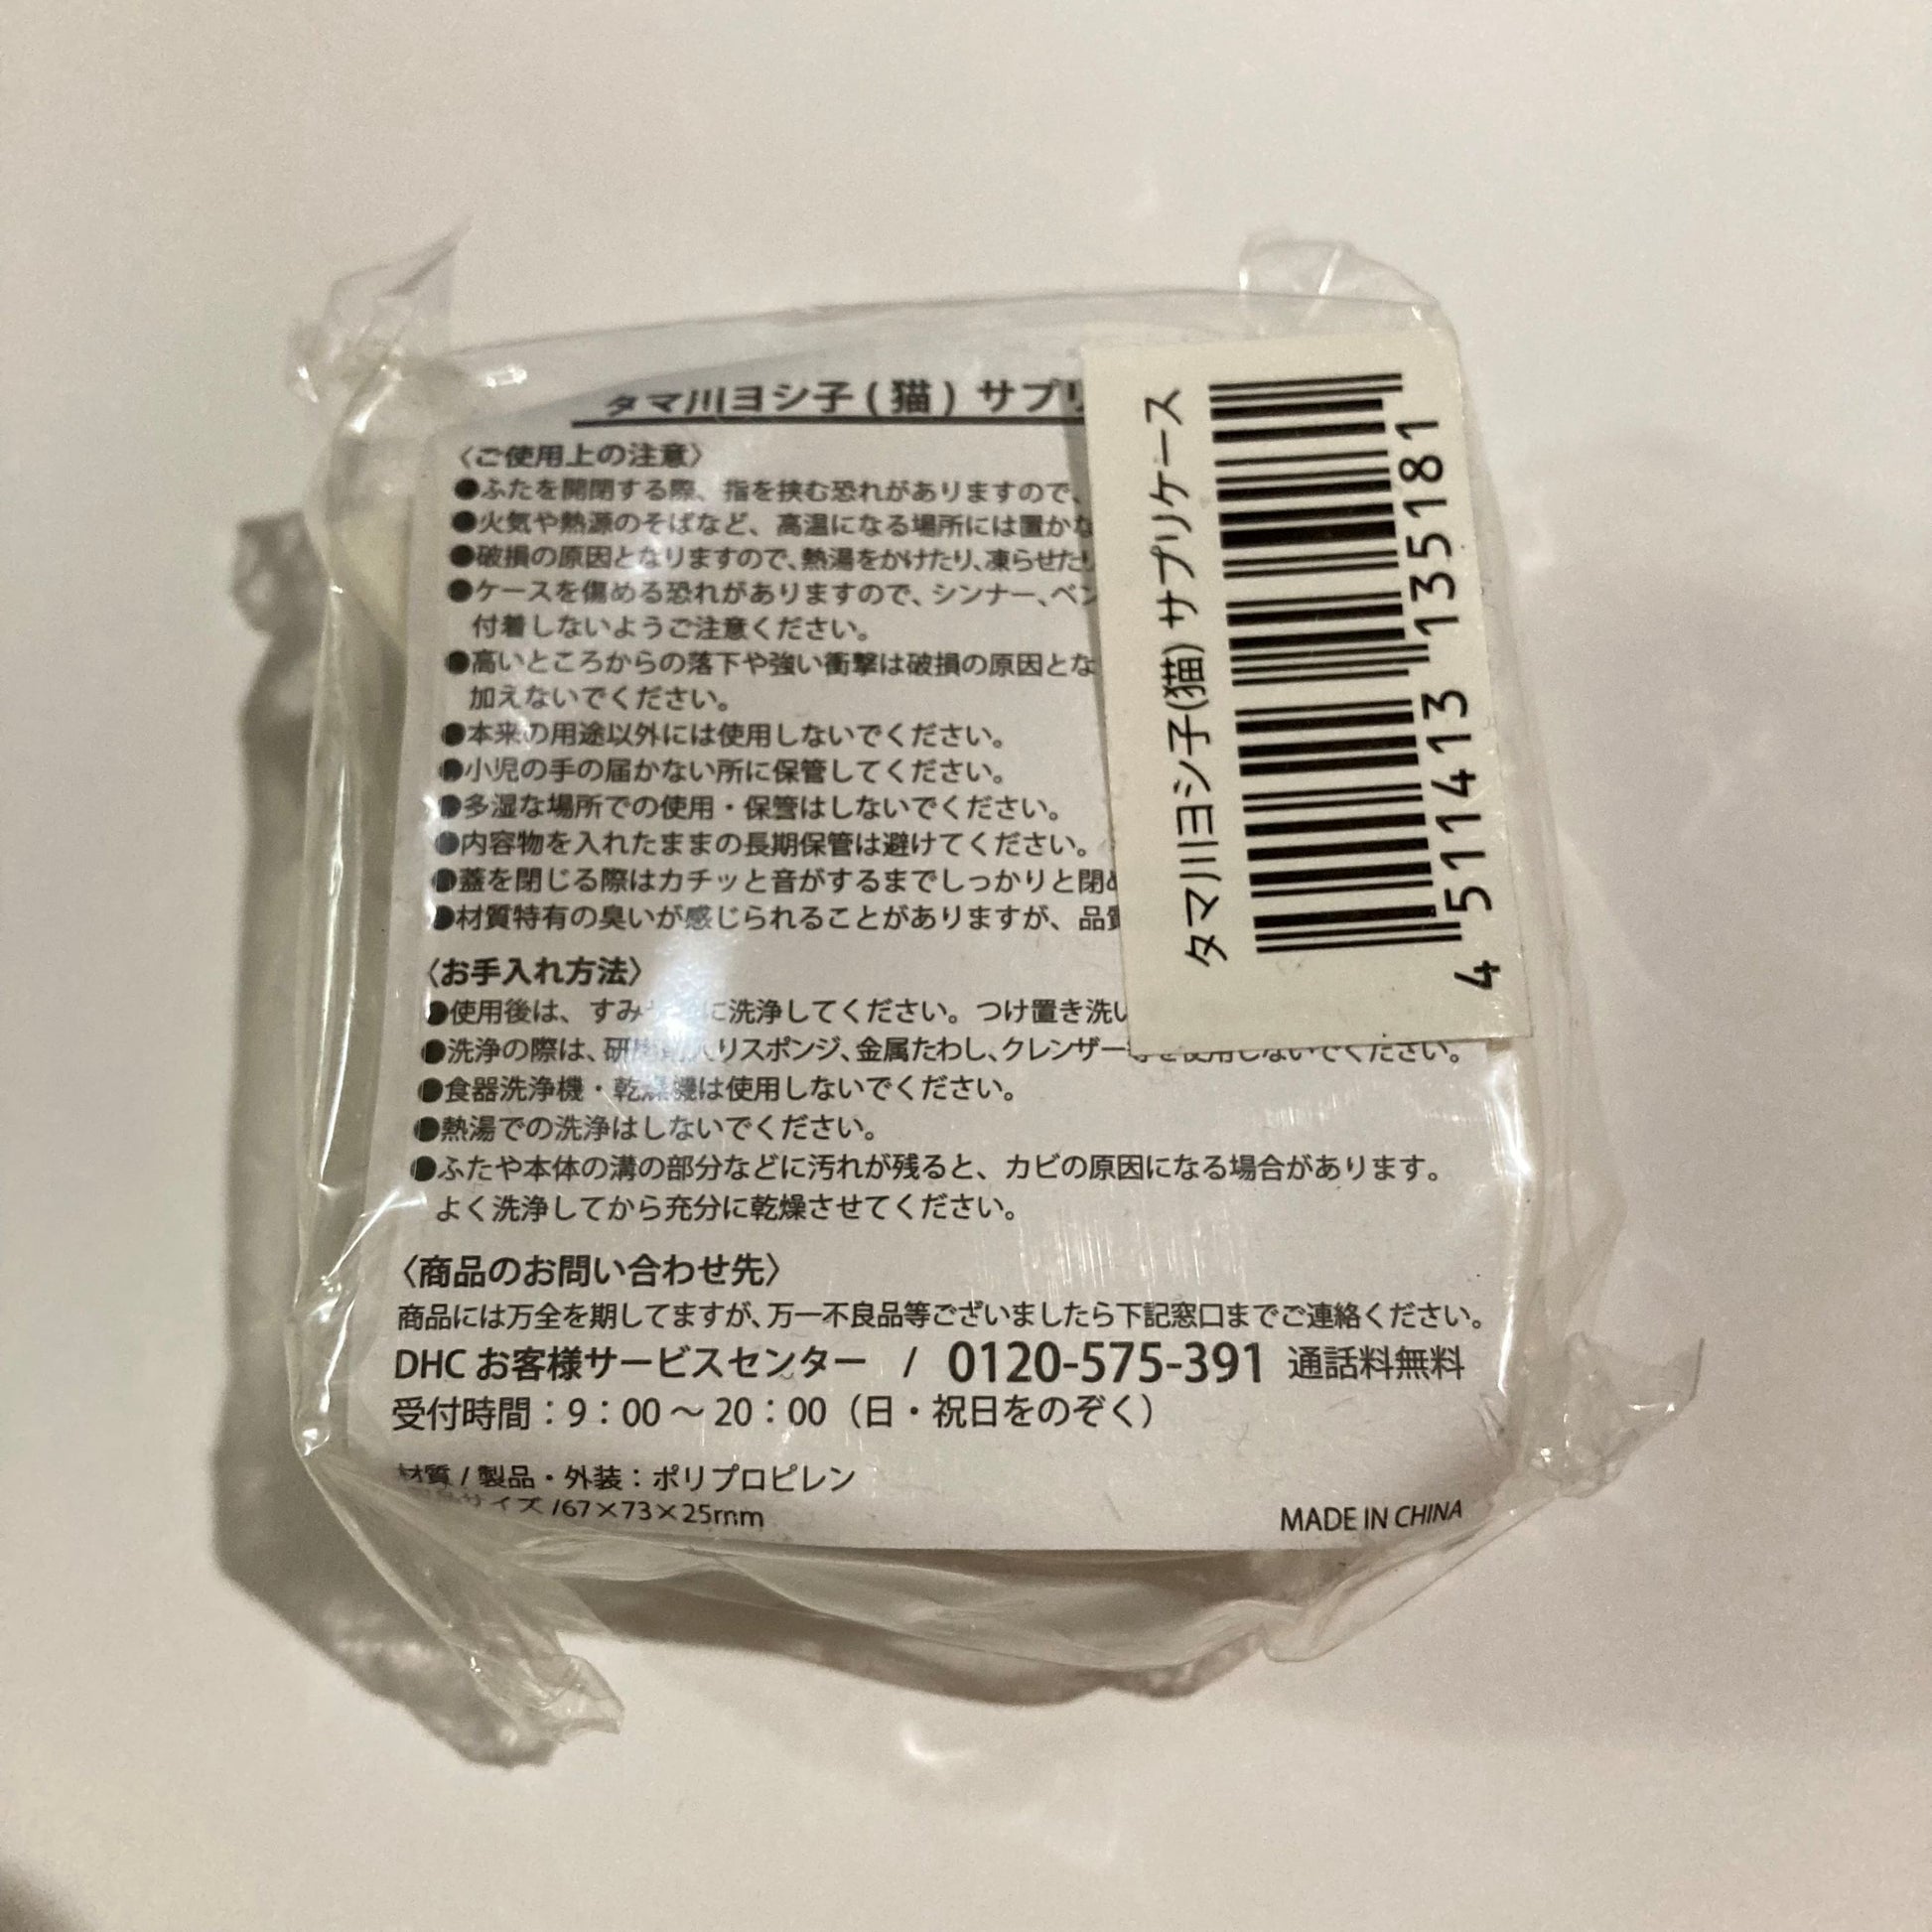 タマ川ヨシ子(猫)サプリ
〈ご使用上の注意〉
●ふたを開閉する際、指を挟む恐れがありますので、
●火気や熱源のそばなど、高温になる場所には置かな
●破損の原因となりますので、熱湯をかけたり、凍らせたり
●ケースを傷める恐れがありますので、シンナー、ベン
付着しないようご注意ください。
●高いところからの落下や強い衝撃は破損の原因とな
加えないでください。
●本来の用途以外には使用しないでください。
●小児の手の届かない所に保管してください。
●多湿な場所での使用・保管はしないでください。
●内容物を入れたままの長期保管は避けてください。
●蓋を閉じる際はカチッと音がするまでしっかりと閉め
●材質特有の臭いが感じられることがありますが、品質
〈お手入れ方法〉
●使用後は、すみ に洗浄してください。つけ置き洗い
●洗浄の際は、研磨剤入りスポンジ、金属たわし、クレンザー等を使用しないでください。
●食器洗浄機・乾燥機は使用しないでください。
●熱湯での洗浄はしないでください。
●ふたや本体の溝の部分などに汚れが残ると、カビの原因になる場合があります。
よく洗浄してから充分に乾燥させてください。
〈商品のお問い合わせ先〉
商品には万全を期してますが、万一不良品等ございましたら下記窓口までご連絡ください。
DHC お客様サービスセンター / 0120-575-391 通話料無料
受付時間：9：00～20：00（日・祝日をのぞく）
材質/製品・外装：ポリプロピレン
サイズ/67×73×25mm
MADE IN CHINA
タマ川ヨシ子(猫)サプリケース
4 511413 135181